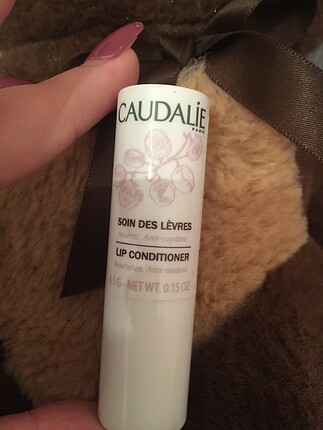 CAUDALIE
PARIS
SOIN DES LÈVRES
Nourrit, Anti-oxydant
LIP CONDITIONER
Nourishes, Anti-oxidant
4.5 G - NET WT. 0.15 OZ.